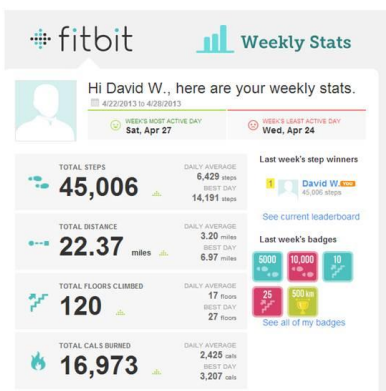 fitbit
Weekly Stats
Hi David W., here are your weekly stats.
4/22/2013 to 4/28/2013
WEEK'S MOST ACTIVE DAY
Sat, Apr 27
WEEK'S LEAST ACTIVE DAY
Wed, Apr 24
TOTAL STEPS
45,006
DAILY AVERAGE
6,429 steps
BEST DAY
14,191 steps
TOTAL DISTANCE
22.37 miles
DAILY AVERAGE
3.20 miles
BEST DAY
6.97 miles
TOTAL FLOORS CLIMBED
120
DAILY AVERAGE
17 floors
BEST DAY
27 floors
TOTAL CALS BURNED
16,973
DAILY AVERAGE
2,425 cals
BEST DAY
3,207 cals
Last week's step winners
1
David W.
45,006 steps
See current leaderboard
Last week's badges
5000
10,000
10
25
500 km
See all of my badges